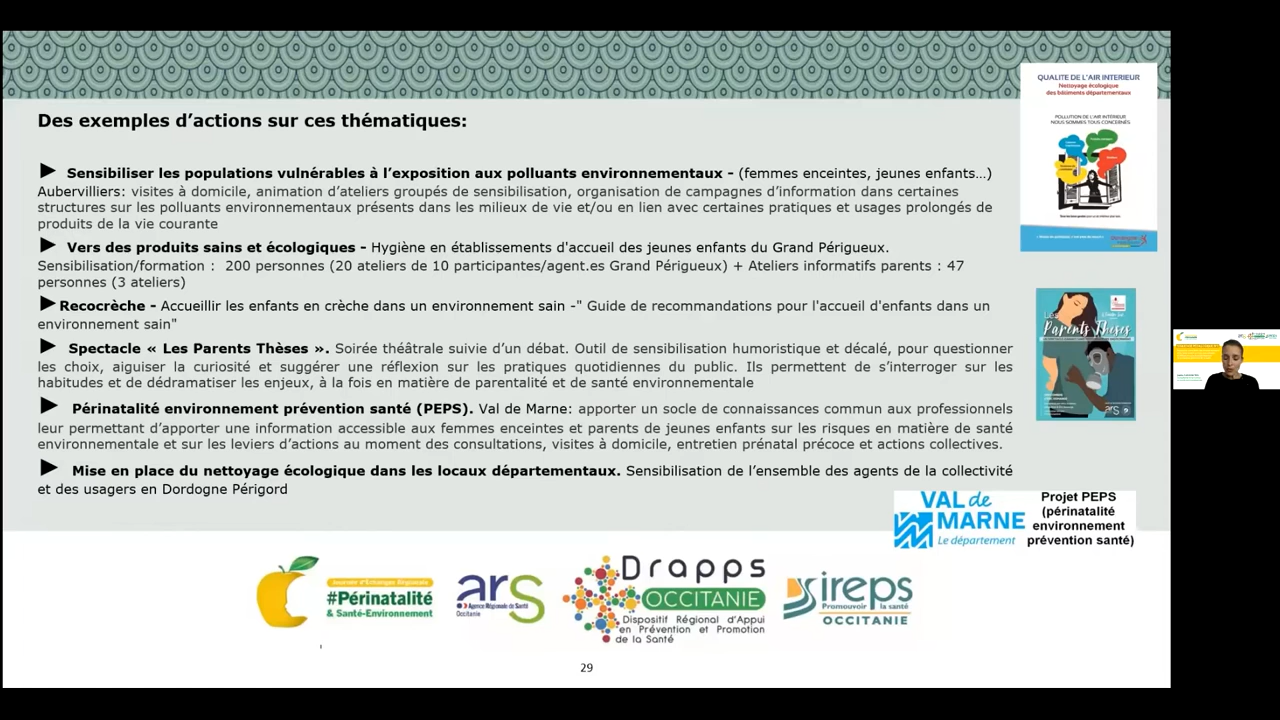 Des exemples d’actions sur ces thématiques:
► Sensibiliser les populations vulnérables à l’exposition aux polluants environnementaux - (femmes enceintes, jeunes enfants…)
Aubervilliers: visites à domicile, animation d’ateliers groupés de sensibilisation, organisation de campagnes d’information dans certaines
structures sur les polluants environnementaux présents dans les milieux de vie et/ou en lien avec certaines pratiques et usages prolongés de
produits de la vie courante
► Vers des produits sains et écologiques – Hygiène en établissements d'accueil des jeunes enfants du Grand Périgueux.
Sensibilisation/formation : 200 personnes (20 ateliers de 10 participantes/agent.es Grand Périgueux) + Ateliers informatifs parents : 47
personnes (3 ateliers)
►Recocrèche - Accueillir les enfants en crèche dans un environnement sain -" Guide de recommandations pour l'accueil d'enfants dans un
environnement sain"
► Spectacle « Les Parents Thèses ». Soirée théâtrale suivie d’un débat. Outil de sensibilisation humoristique et décalé, pour questionner
les choix, aiguiser la curiosité et suggérer une réflexion sur les pratiques quotidiennes du public. Ils permettent de s’interroger sur les
habitudes et de dédramatiser les enjeux, à la fois en matière de parentalité et de santé environnementale
► Périnatalité environnement prévention santé (PEPS). Val de Marne: apporter un socle de connaissances commun aux professionnels
leur permettant d’apporter une information accessible aux femmes enceintes et parents de jeunes enfants sur les risques en matière de santé
environnementale et sur les leviers d’actions au moment des consultations, visites à domicile, entretien prénatal précoce et actions collectives.
► Mise en place du nettoyage écologique dans les locaux départementaux. Sensibilisation de l’ensemble des agents de la collectivité
et des usagers en Dordogne Périgord
QUALITE DE L'AIR INTERIEUR
Nettoyage écologique
des bâtiments départementaux
POLLUTION DE L'AIR INTERIEUR
NOUS SOMMES TOUS CONCERNÉS
Les
Parents Thèses
ars
VAL de
MARNE
Le département
Projet PEPS
(périnatalité
environnement
prévention santé)
Journée d'Échanges Régionales
#Périnatalité
& Santé-Environnement
ars
Agence Régionale de Santé
Occitanie
Drapps
OCCITANIE
Dispositif Régional d'Appui
en Prévention et Promotion
de la Santé
ireps
Promouvoir la santé
OCCITANIE
29